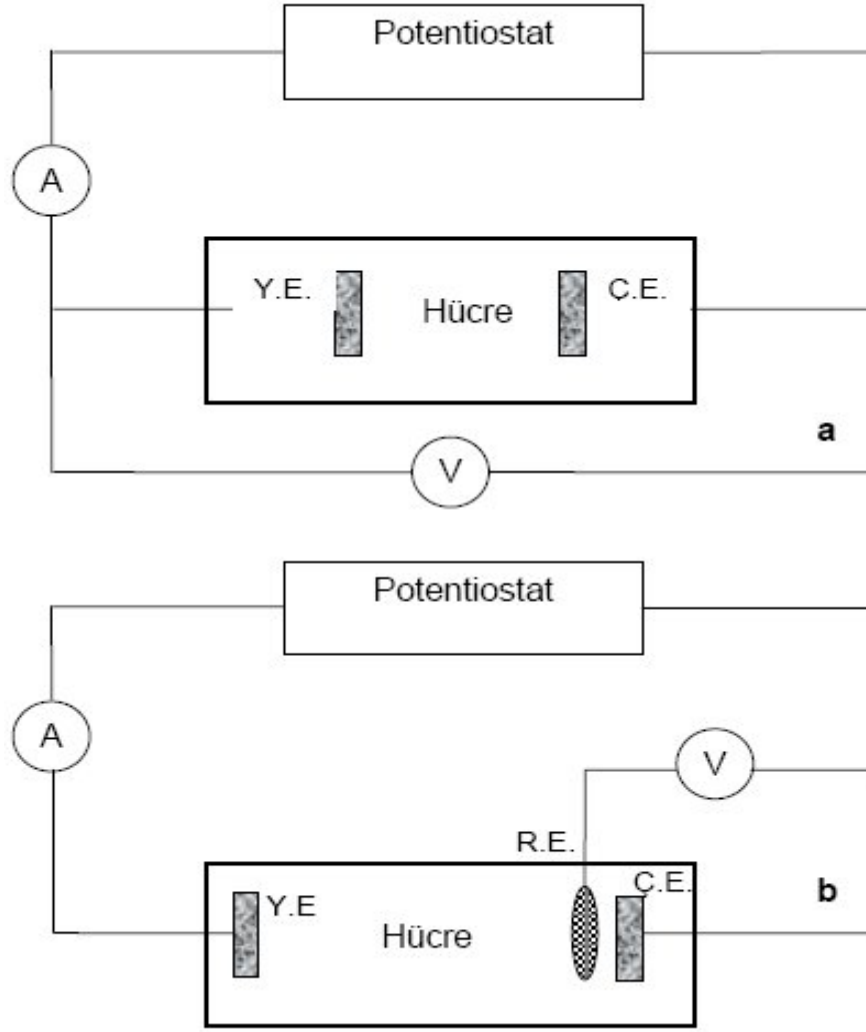 Potentiostat
A
Y.E.
Hücre
Ç.E.
a
V
Potentiostat
A
V
R.E.
Y.E
Hücre
Ç.E.
b